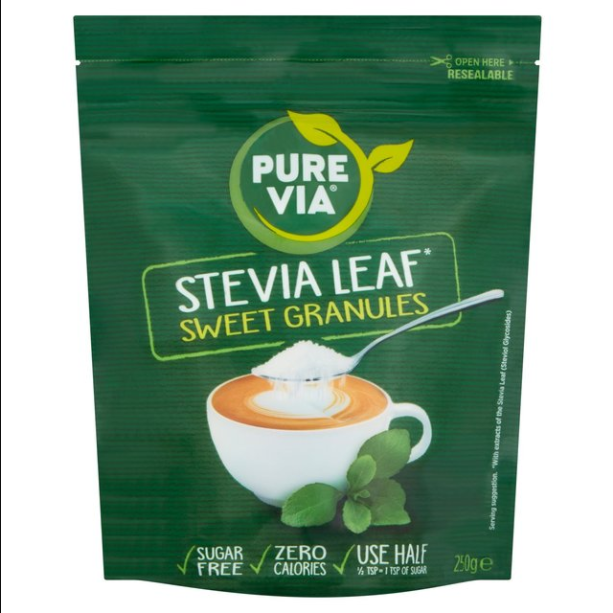 OPEN HERE
RESEALABLE
PURE
VIA®
STEVIA LEAF*
SWEET GRANULES
Serving suggestion. *With extracts of the Stevia Leaf (Steviol Glycosides)
SUGAR
FREE
ZERO
CALORIES
USE HALF
½ TSP = 1 TSP OF SUGAR
250g e